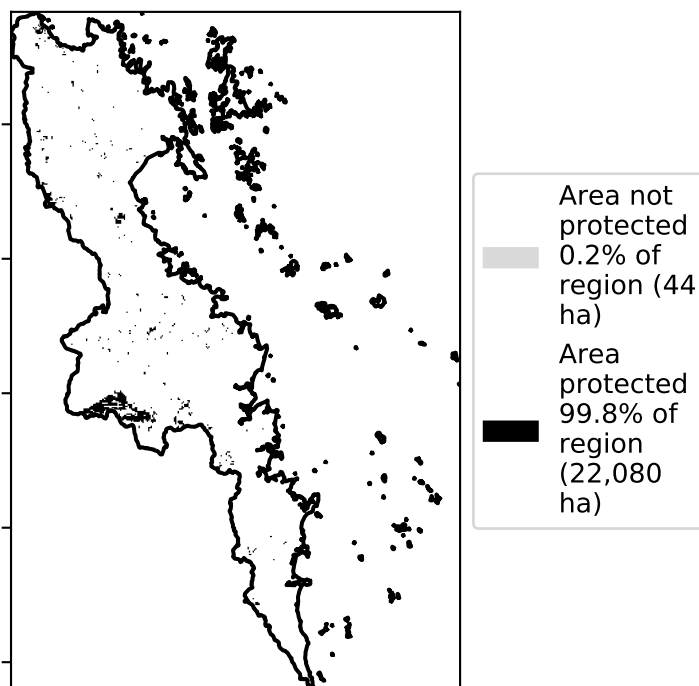 Area not
protected
0.2% of
region (44
ha)
Area
protected
99.8% of
region
(22,080
ha)